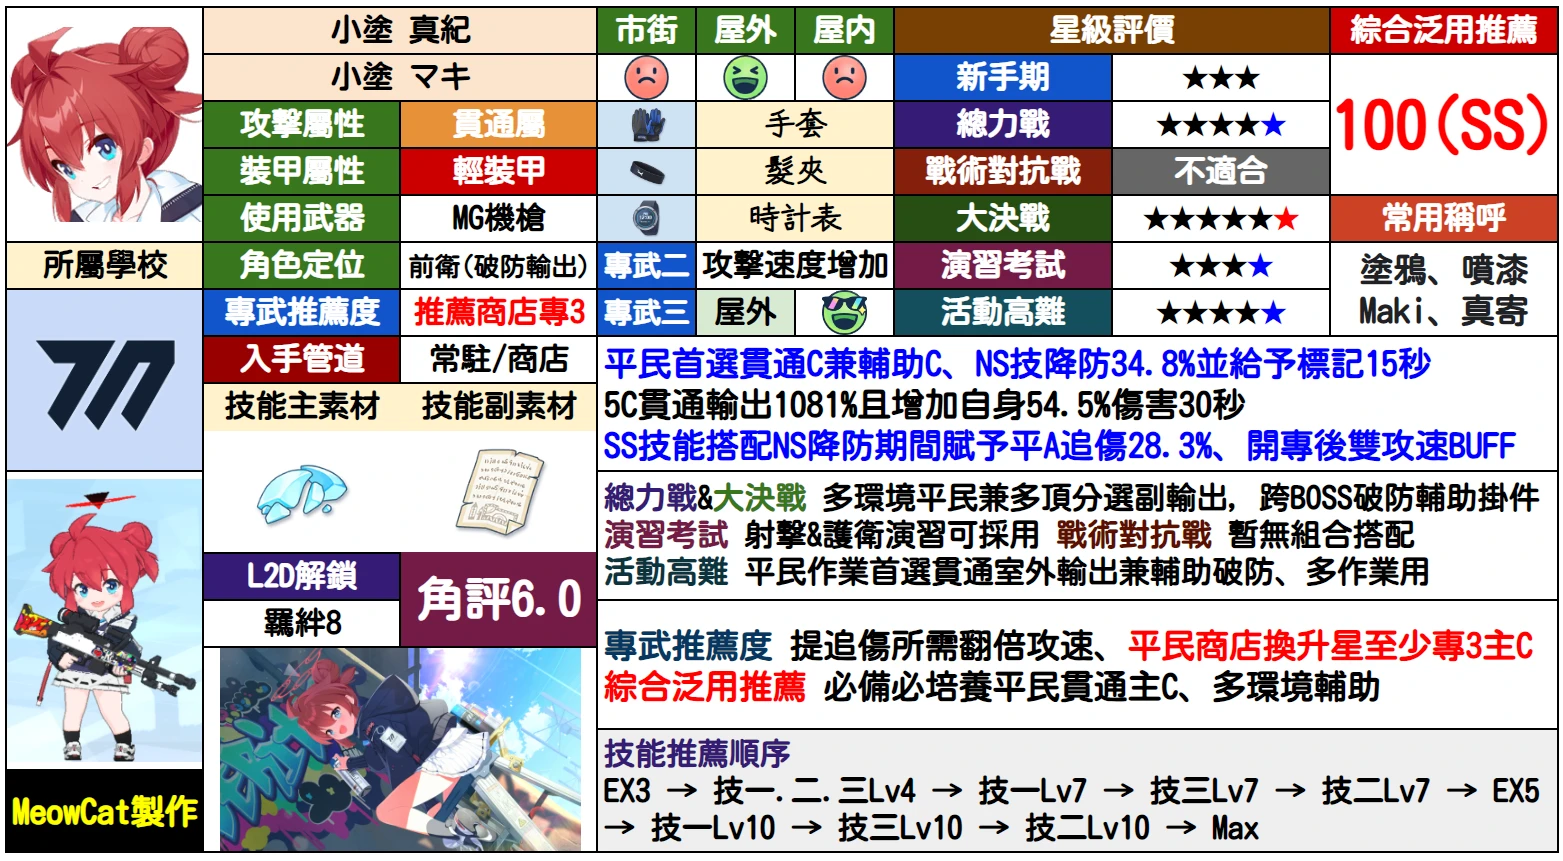 小塗 真紀
小塗 マキ
攻擊屬性 貫通屬
裝甲屬性 輕裝甲
使用武器 MG機槍
所屬學校
角色定位 前衛(破防輸出)
專武推薦度 推薦商店專3
入手管道 常駐/商店
技能主素材 技能副素材
L2D解鎖
羈絆8
角評6.0
MeowCat製作
市街 屋外 屋內
手套
髮夾
時計表
專武二 攻擊速度增加
專武三 屋外
星級評價
新手期 ★★★
總力戰 ★★★★★
戰術對抗戰 不適合
大決戰 ★★★★★★
演習考試 ★★★★
活動高難 ★★★★★
綜合泛用推薦
100(SS)
常用稱呼
塗鴉、噴漆
Maki、真寄
平民首選貫通C兼輔助C、NS技降防34.8%並給予標記15秒
5C貫通輸出1081%且增加自身54.5%傷害30秒
SS技能搭配NS降防期間賦予平A追傷28.3%、開專後雙攻速BUFF
總力戰&大決戰 多環境平民兼多頂分選副輸出, 跨BOSS破防輔助掛件
演習考試 射擊&護衛演習可採用 戰術對抗戰 暫無組合搭配
活動高難 平民作業首選貫通室外輸出兼輔助破防、多作業用
專武推薦度 提追傷所需翻倍攻速、平民商店換升星至少專3主C
綜合泛用推薦 必備必培養平民貫通主C、多環境輔助
技能推薦順序
EX3 → 技一.二.三Lv4 → 技一Lv7 → 技三Lv7 → 技二Lv7 → EX5
→ 技一Lv10 → 技三Lv10 → 技二Lv10 → Max